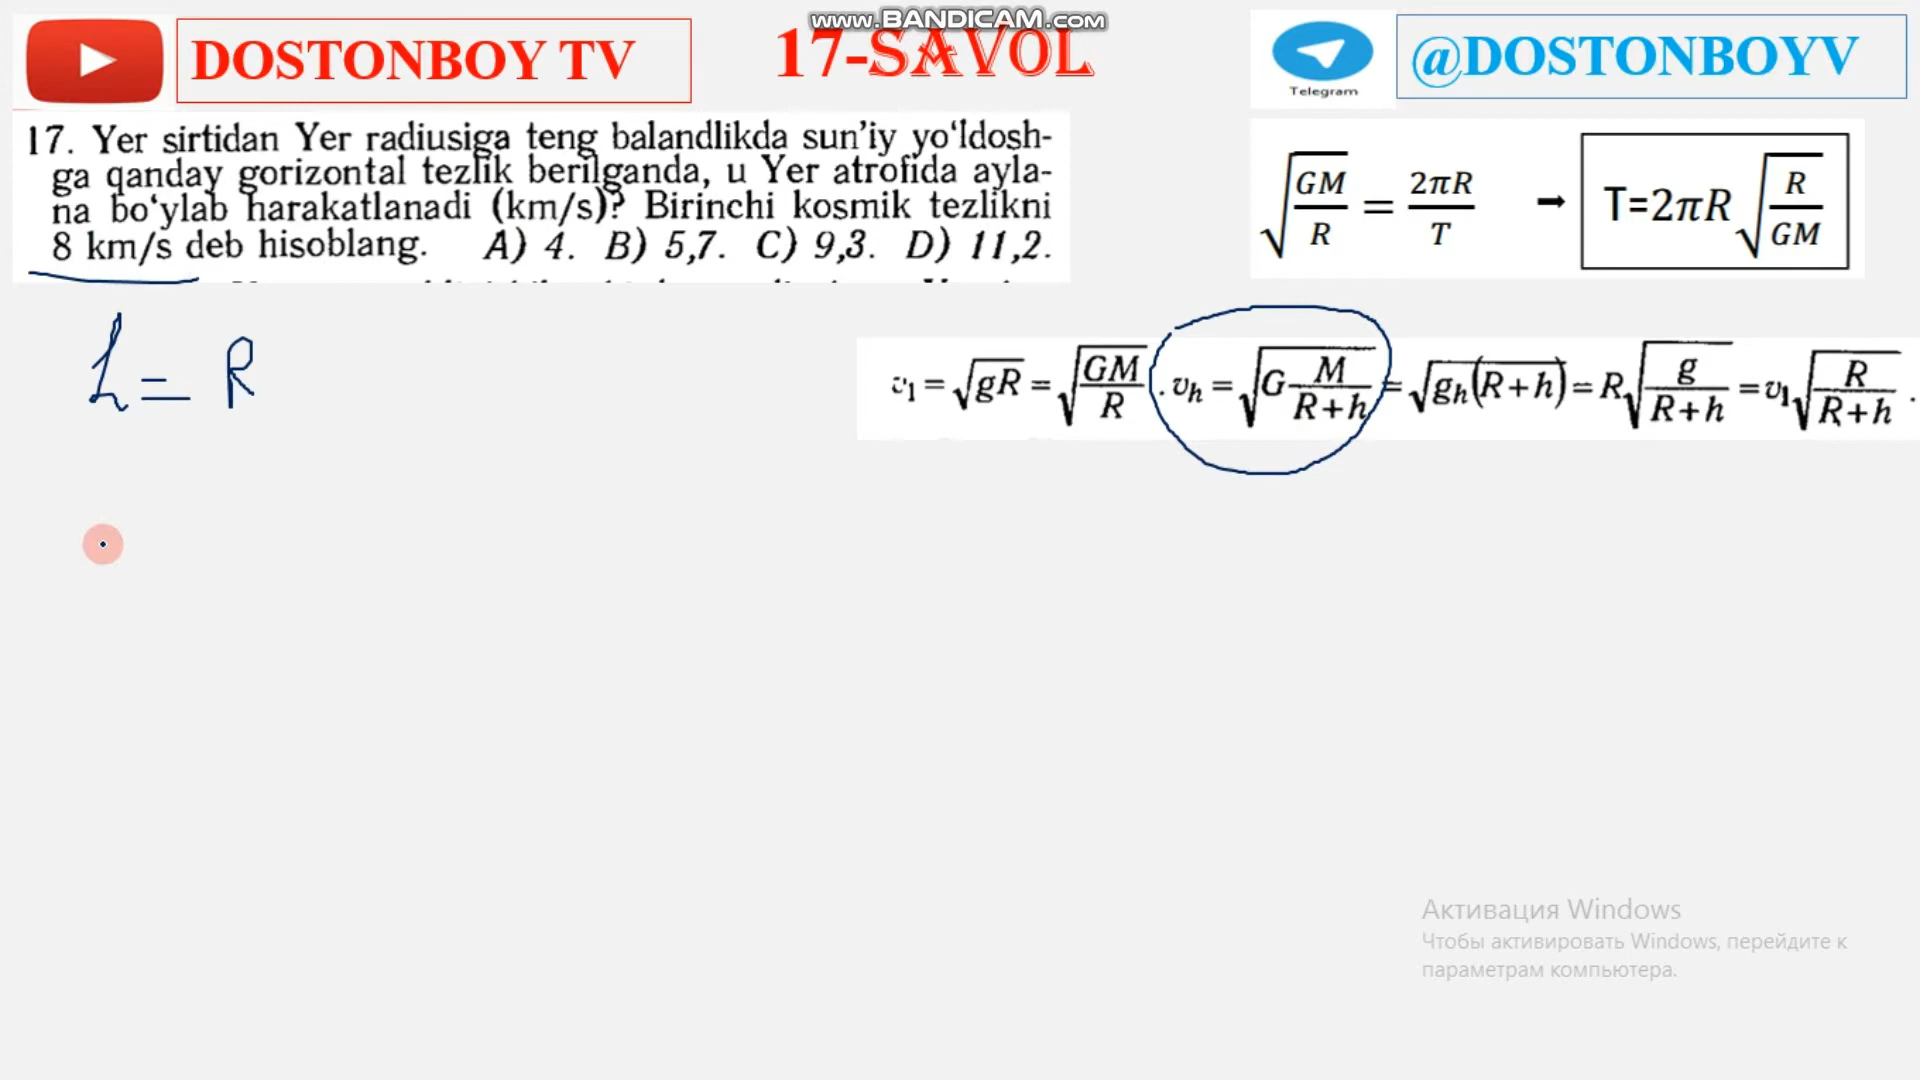 www.BANDICAM.com
DOSTONBOY TV
17-SAVOL
Telegram
@DOSTONBOYV
17. Yer sirtidan Yer radiusiga teng balandlikda sun’iy yo‘ldosh-
ga qanday gorizontal tezlik berilganda, u Yer atrofida ayla-
na bo‘ylab harakatlanadi (km/s)? Birinchi kosmik tezlikni
8 km/s deb hisoblang. A) 4. B) 5,7. C) 9,3. D) 11,2.
√(GM/R) = 2πR/T → T=2πR√(R/GM)
h = R
υ₁ = √(gR) = √(GM/R) . υₕ = √(G M/(R+h)) = √(gₕ(R+h)) = R√(g/(R+h)) = υ₁√(R/(R+h)) .
Активация Windows
Чтобы активировать Windows, перейдите к
параметрам компьютера.